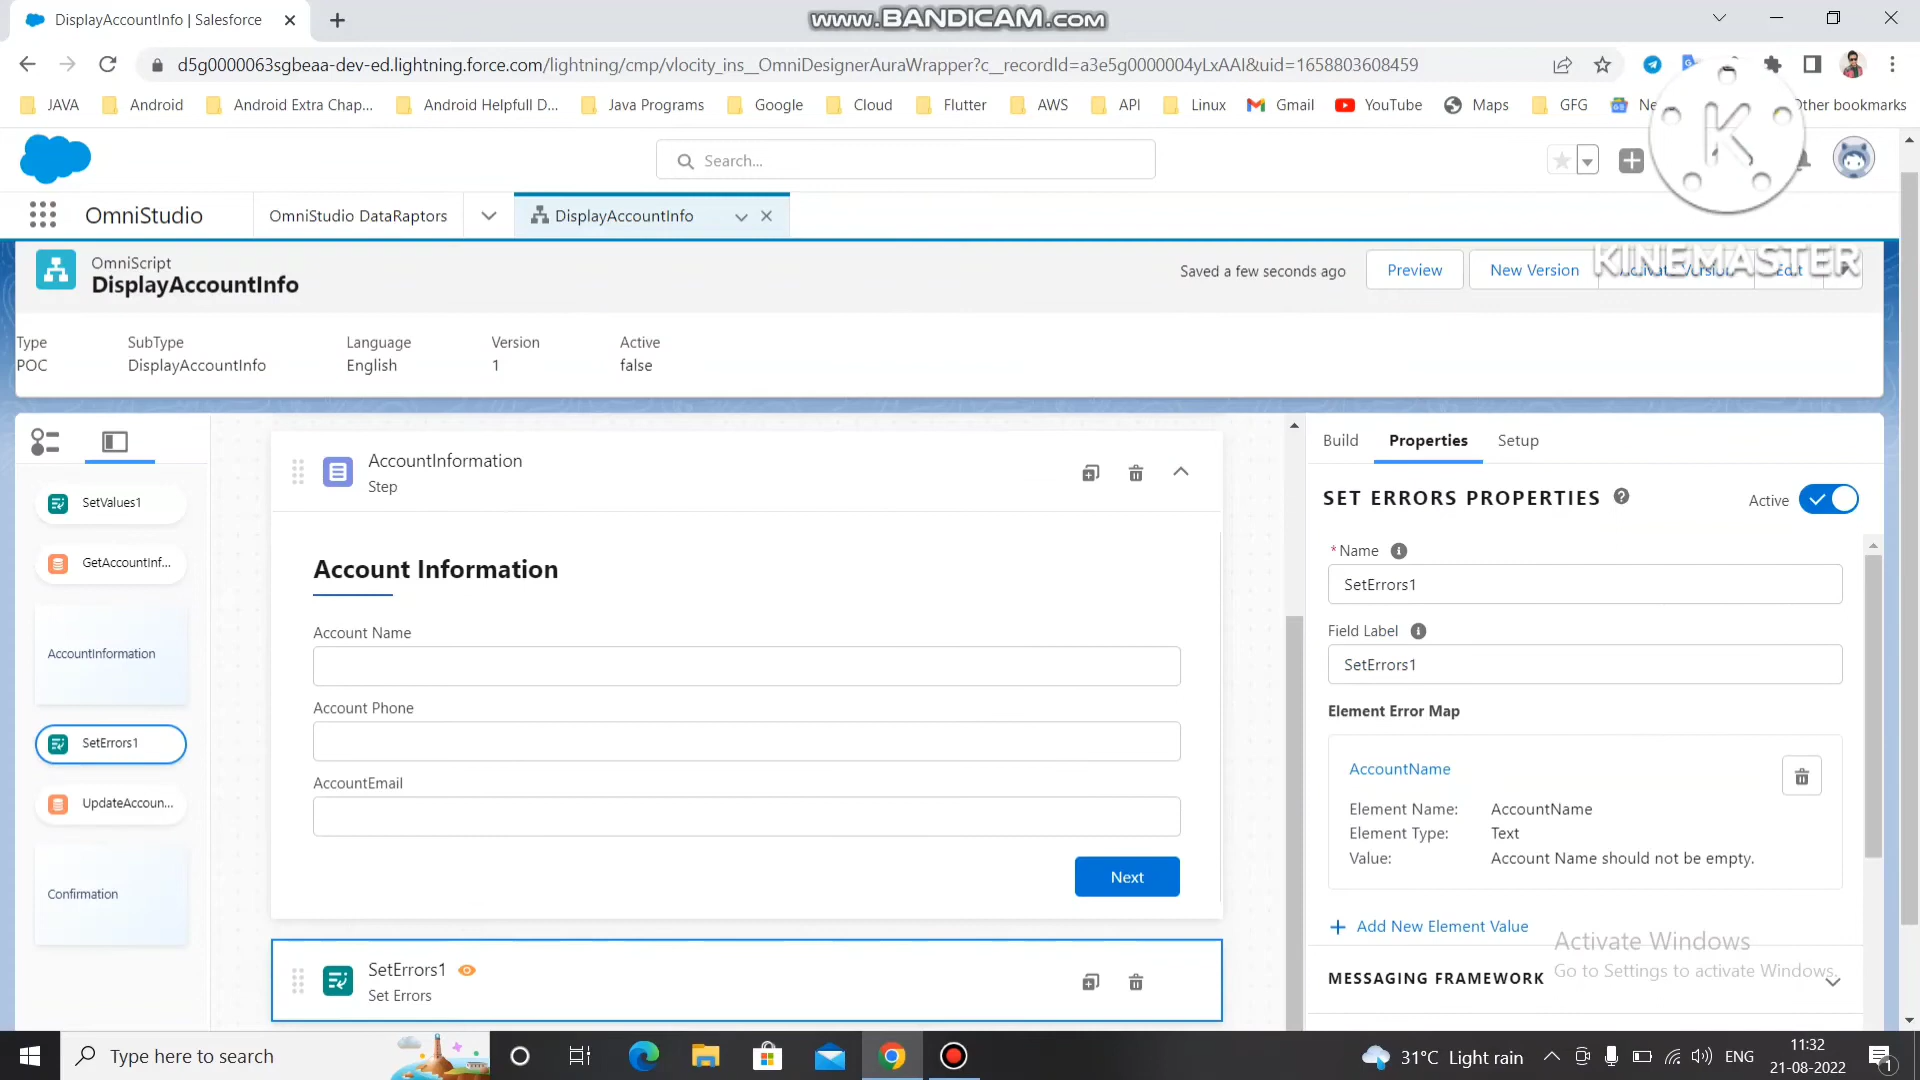 DisplayAccountInfo | Salesforce
www.BANDICAM.com
d5g0000063sgbeaa-dev-ed.lightning.force.com/lightning/cmp/vlocity_ins__OmniDesignerAuraWrapper?c__recordId=a3e5g0000004yLxAAI&uid=1658803608459
JAVA Android Android Extra Chap... Android Helpfull D... Java Programs Google Cloud Flutter AWS API Linux Gmail YouTube Maps GFG Other bookmarks
K
Search...
OmniStudio OmniStudio DataRaptors DisplayAccountInfo
KINEMASTER
OmniScript
DisplayAccountInfo
Saved a few seconds ago Preview New Version Activate Version Edit
Type SubType Language Version Active
POC DisplayAccountInfo English 1 false
SetValues1
GetAccountInf...
AccountInformation
SetErrors1
UpdateAccoun...
Confirmation
AccountInformation
Step
Account Information
Account Name
Account Phone
AccountEmail
Next
SetErrors1
Set Errors
Build Properties Setup
SET ERRORS PROPERTIES Active
*Name
SetErrors1
Field Label
SetErrors1
Element Error Map
AccountName
Element Name: AccountName
Element Type: Text
Value: Account Name should not be empty.
+ Add New Element Value
Activate Windows
Go to Settings to activate Windows.
MESSAGING FRAMEWORK
Type here to search
31°C Light rain
ENG
11:32
21-08-2022
1